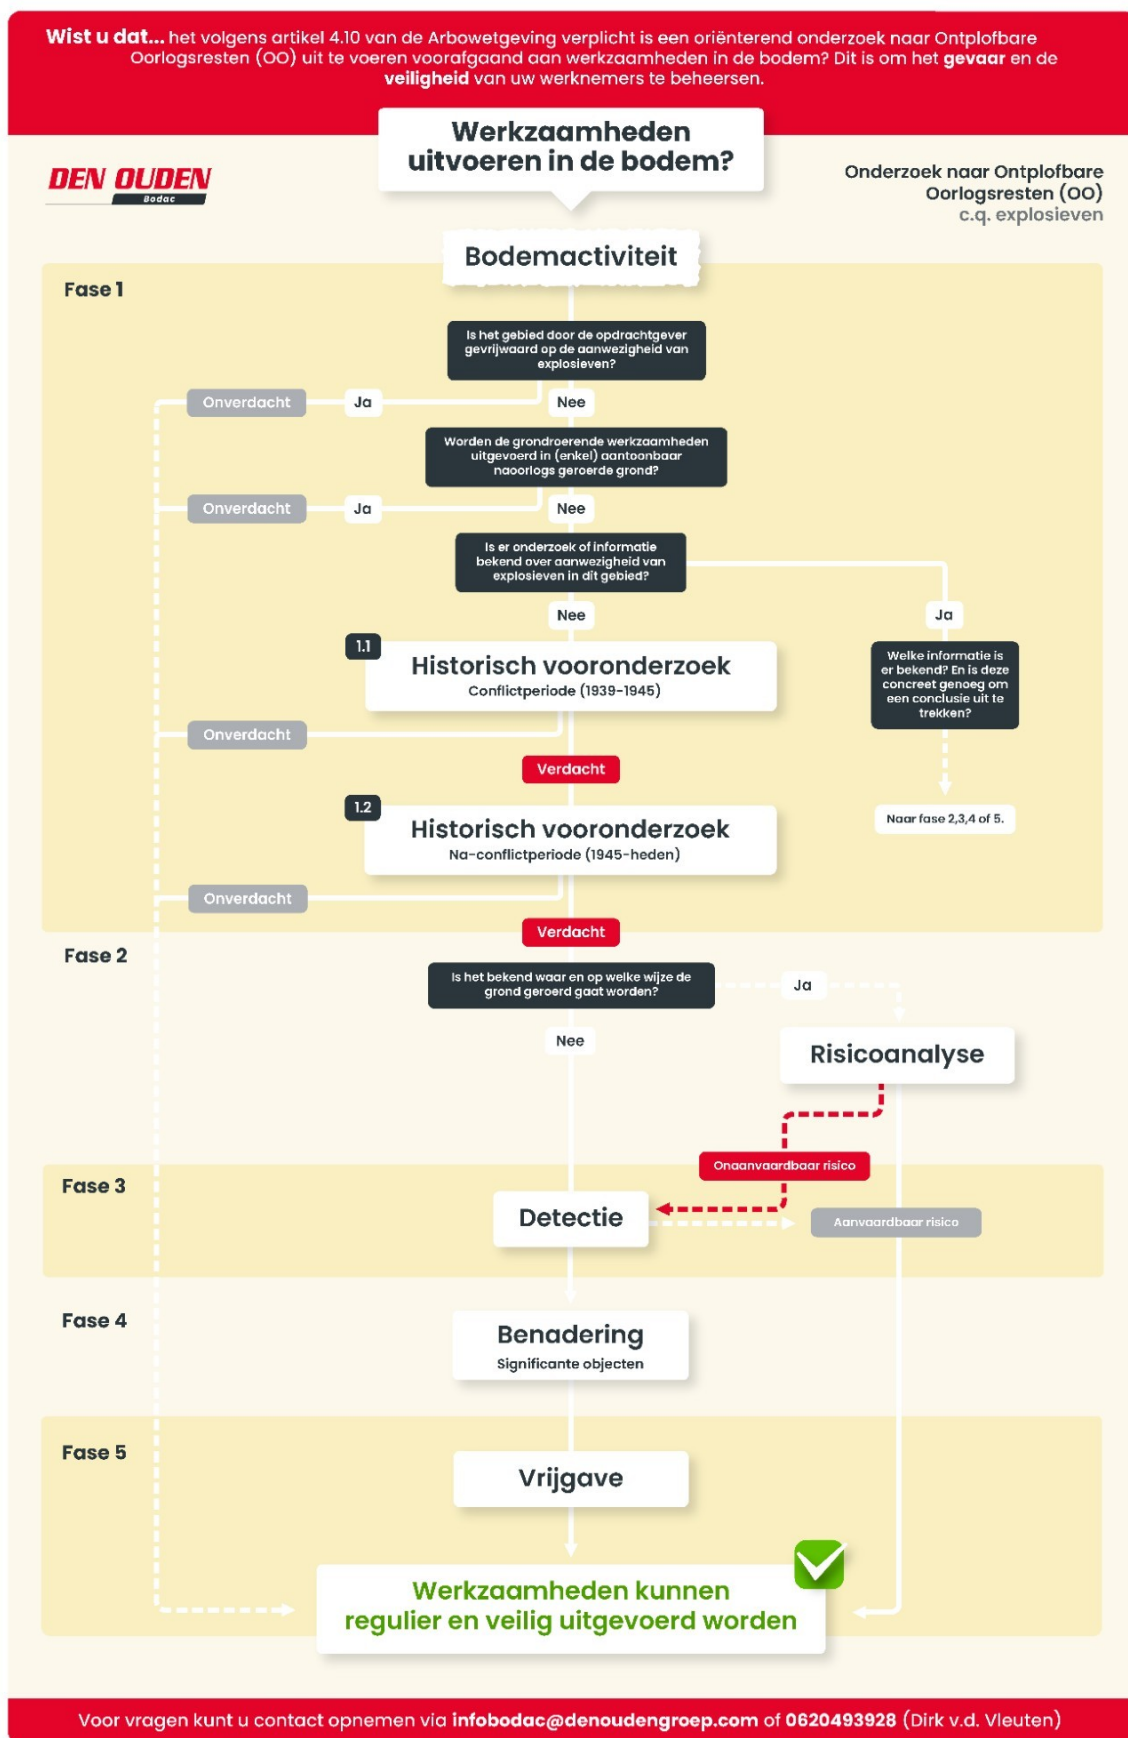 Wist u dat... het volgens artikel 4.10 van de Arbowetgeving verplicht is een oriënterend onderzoek naar Ontplofbare
Oorlogsresten (OO) uit te voeren voorafgaand aan werkzaamheden in de bodem? Dit is om het gevaar en de
veiligheid van uw werknemers te beheersen.
Werkzaamheden
uitvoeren in de bodem?
DEN OUDEN
Bodac
Onderzoek naar Ontplofbare
Oorlogsresten (OO)
c.q. explosieven
Bodemactiviteit
Fase 1
Is het gebied door de opdrachtgever
gevrijwaard op de aanwezigheid van
explosieven?
Onverdacht
Ja
Nee
Worden de grondroerende werkzaamheden
uitgevoerd in (enkel) aantoonbaar
naoorlogs geroerde grond?
Onverdacht
Ja
Nee
Is er onderzoek of informatie
bekend over aanwezigheid van
explosieven in dit gebied?
Nee
Ja
1.1
Historisch vooronderzoek
Conflictperiode (1939-1945)
Welke informatie is
er bekend? En is deze
concreet genoeg om
een conclusie uit te
trekken?
Onverdacht
Verdacht
1.2
Historisch vooronderzoek
Na-conflictperiode (1945-heden)
Naar fase 2,3,4 of 5.
Onverdacht
Verdacht
Fase 2
Is het bekend waar en op welke wijze de
grond geroerd gaat worden?
Ja
Nee
Risicoanalyse
Onaanvaardbaar risico
Fase 3
Detectie
Aanvaardbaar risico
Fase 4
Benadering
Significante objecten
Fase 5
Vrijgave
Werkzaamheden kunnen
regulier en veilig uitgevoerd worden
Voor vragen kunt u contact opnemen via infobodac@denoudengroep.com of 0620493928 (Dirk v.d. Vleuten)